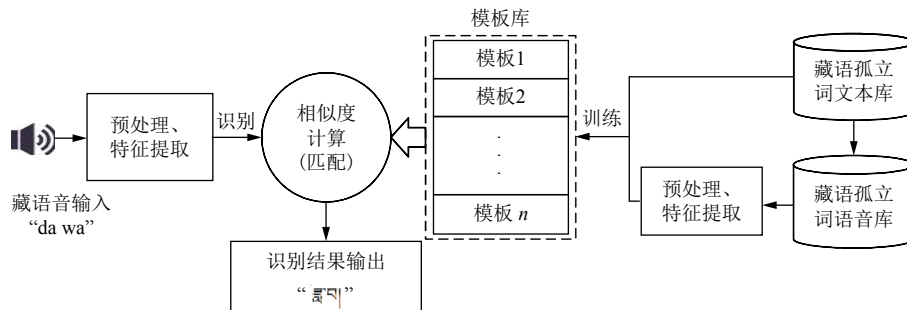 模板库
模板1
模板2
.
.
.
模板 n
训练
藏语孤立
词文本库
藏语孤立
词语音库
预处理、
特征提取
相似度
计算
(匹配)
识别
预处理、
特征提取
藏语音输入
“da wa”
识别结果输出
“ ཟླ་བ། ”